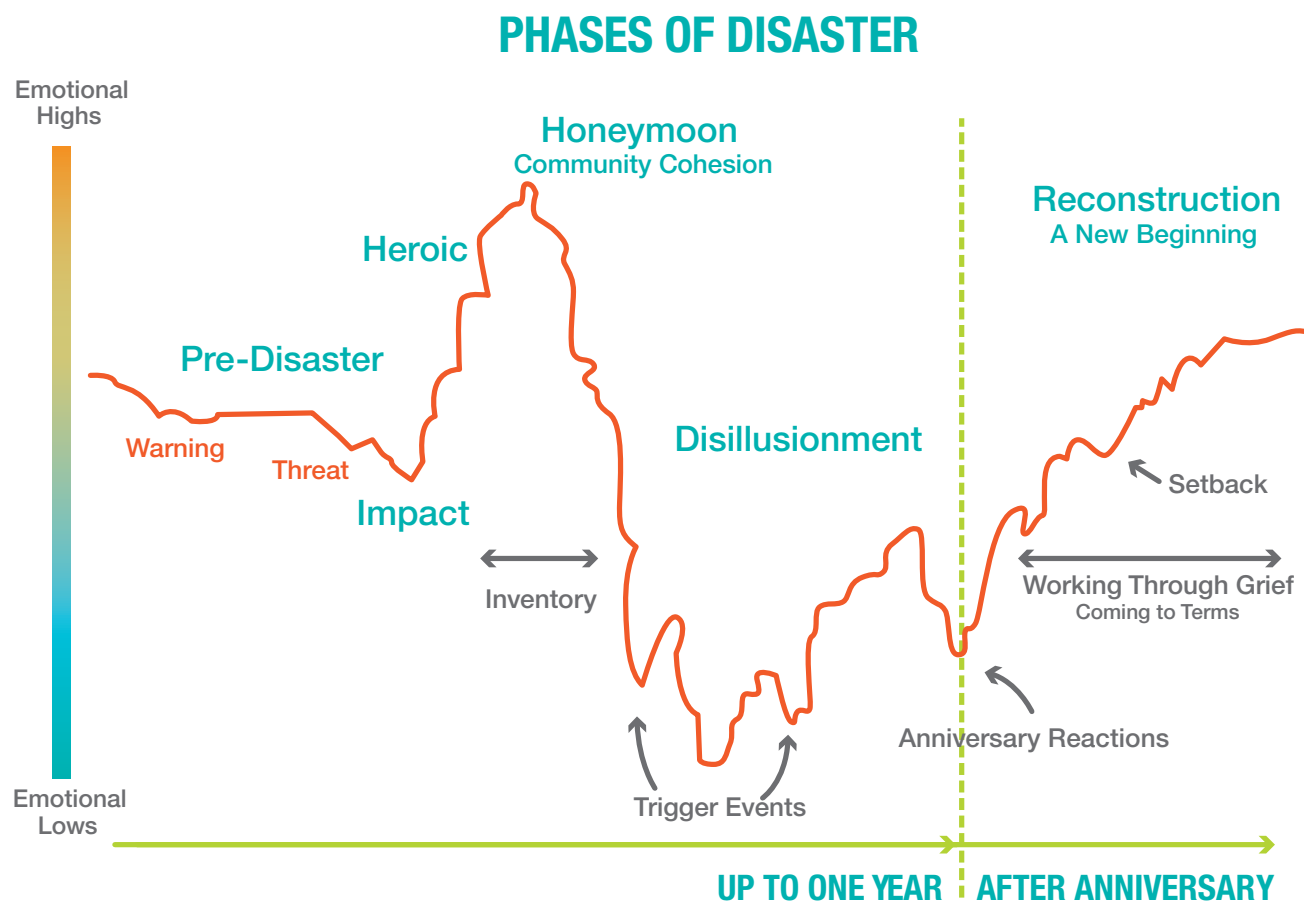 PHASES OF DISASTER
Emotional
Highs
Honeymoon
Community Cohesion
Reconstruction
A New Beginning
Heroic
Pre-Disaster
Warning
Threat
Impact
Disillusionment
Setback
Inventory
Working Through Grief
Coming to Terms
Anniversary Reactions
Trigger Events
Emotional
Lows
UP TO ONE YEAR
AFTER ANNIVERSARY